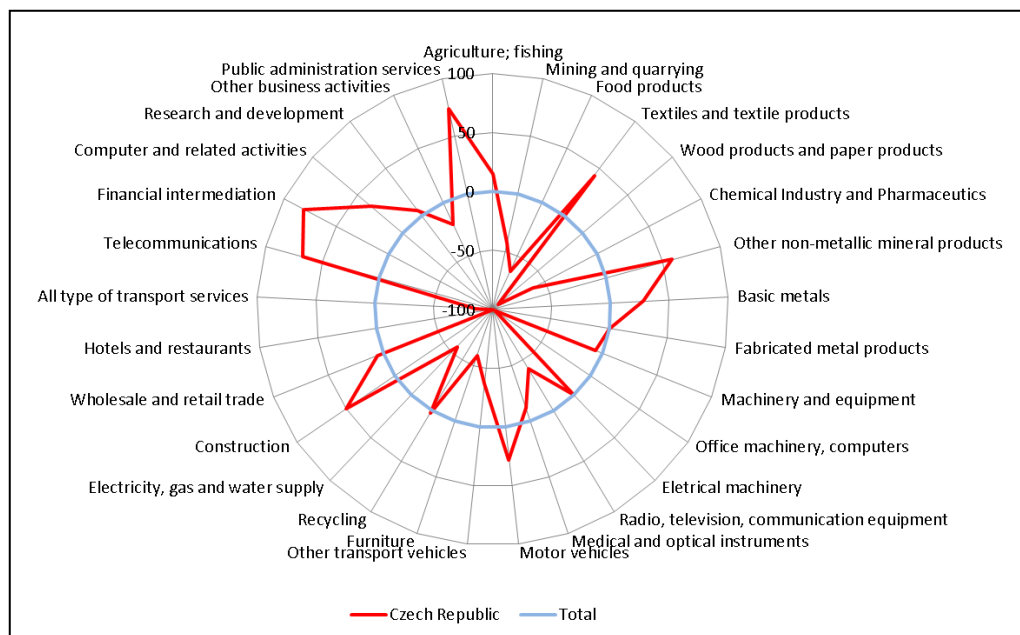 Agriculture; fishing
Public administration services
100
Mining and quarrying
Other business activities
Food products
Research and development
50
Textiles and textile products
Computer and related activities
Wood products and paper products
Financial intermediation
0
Chemical Industry and Pharmaceutics
Telecommunications
-50
Other non-metallic mineral products
All type of transport services
-100
Basic metals
Hotels and restaurants
Fabricated metal products
Wholesale and retail trade
Machinery and equipment
Construction
Office machinery, computers
Electricity, gas and water supply
Eletrical machinery
Recycling
Radio, television, communication equipment
Furniture
Medical and optical instruments
Other transport vehicles
Motor vehicles
Czech Republic
Total